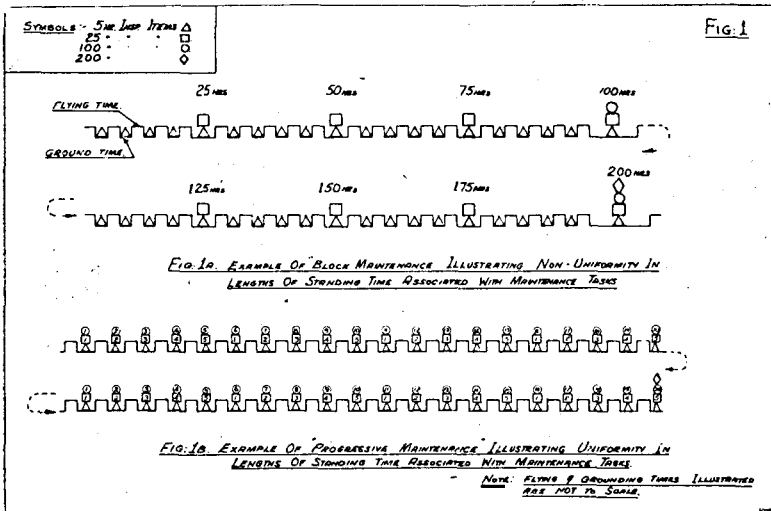 FIG: 1
SYMBOLS :- 5 HR. INSP. ITEMS △
25 " " " □
100 " " " ○
200 " ◇
25 HRS 50 HRS 75 HRS 100 HRS
FLYING TIME.
GROUND TIME.
125 HRS 150 HRS 175 HRS 200 HRS
FIG: 1A. EXAMPLE OF "BLOCK MAINTENANCE ILLUSTRATING NON-UNIFORMITY IN
LENGTHS OF STANDING TIME ASSOCIATED WITH MAINTENANCE TASKS
FIG: 1B. EXAMPLE OF "PROGRESSIVE MAINTENANCE" ILLUSTRATING UNIFORMITY IN
LENGTHS OF STANDING TIME ASSOCIATED WITH MAINTENANCE TASKS.
NOTE: FLYING & GROUNDING TIMES ILLUSTRATED
ARE NOT TO SCALE.